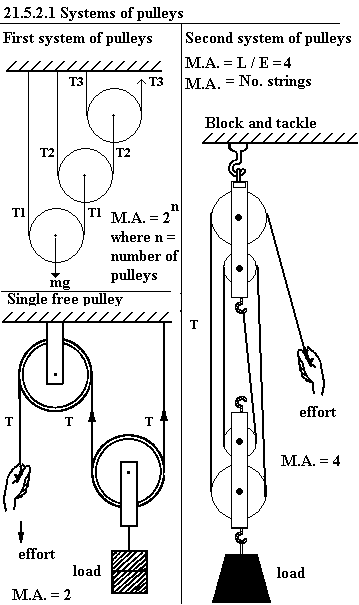 21.5.2.1 Systems of pulleys
First system of pulleys
T3
T3
T2
T2
T1
T1
M.A. = 2^n
where n =
number of
pulleys
mg
Single free pulley
T
T
T
effort
load
M.A. = 2
Second system of pulleys
M.A. = L / E = 4
M.A. = No. strings
Block and tackle
T
effort
M.A. = 4
load